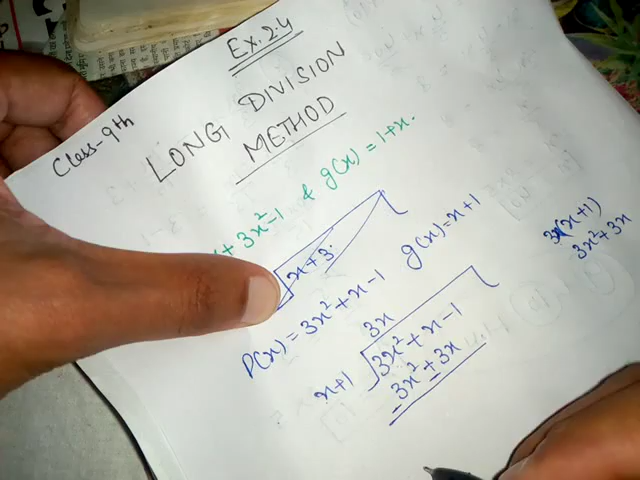 Ex. 2.4
Class-9th
LONG DIVISION
METHOD
+ 3x²-1 & g(x) = 1+x.
x+3
P(x) = 3x²+x-1 g(x)=x+1
3x(x+1)
3x²+3x
3x
x+1 3x²+x-1
-3x²+3x
-